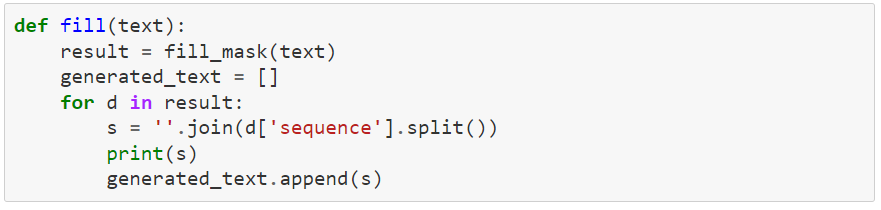 def fill(text):
    result = fill_mask(text)
    generated_text = []
    for d in result:
        s = ''.join(d['sequence'].split())
        print(s)
        generated_text.append(s)